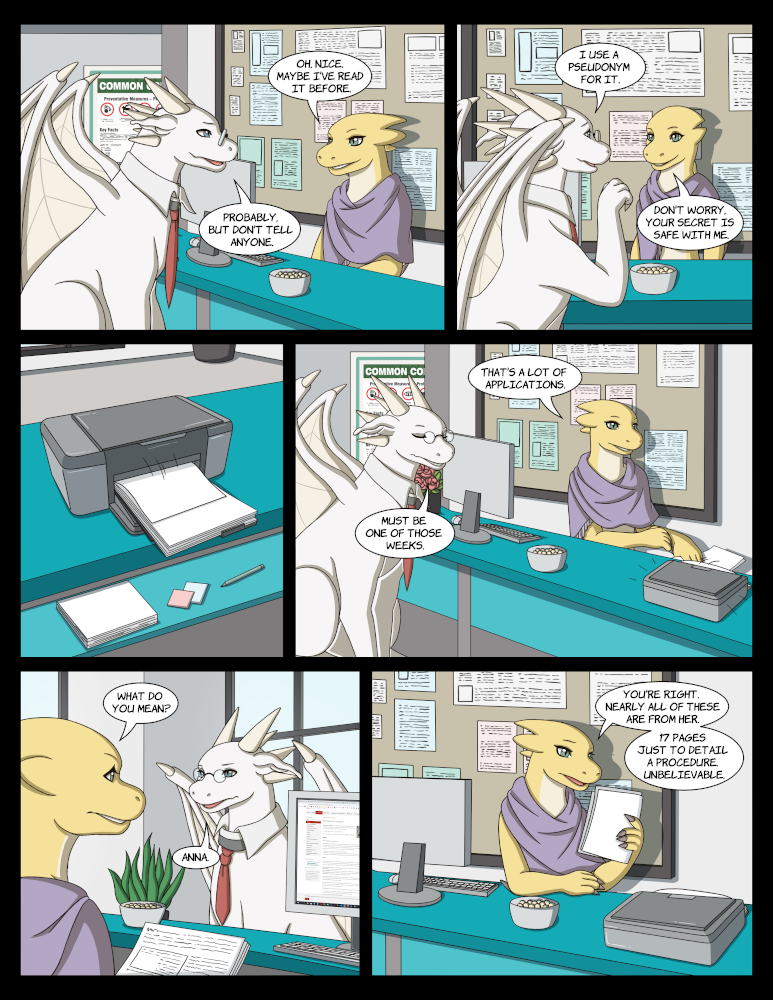 COMMON CO
Preventative Measures – P
Key Facts
OH, NICE.
MAYBE I'VE READ
IT BEFORE.
PROBABLY,
BUT DON'T TELL
ANYONE.
I USE A
PSEUDONYM
FOR IT.
DON'T WORRY,
YOUR SECRET IS
SAFE WITH ME.
COMMON CO
Preventative Measures
Key Facts
THAT'S A LOT OF
APPLICATIONS.
MUST BE
ONE OF THOSE
WEEKS.
WHAT DO
YOU MEAN?
ANNA.
YOU'RE RIGHT.
NEARLY ALL OF THESE
ARE FROM HER.
17 PAGES
JUST TO DETAIL
A PROCEDURE.
UNBELIEVABLE.